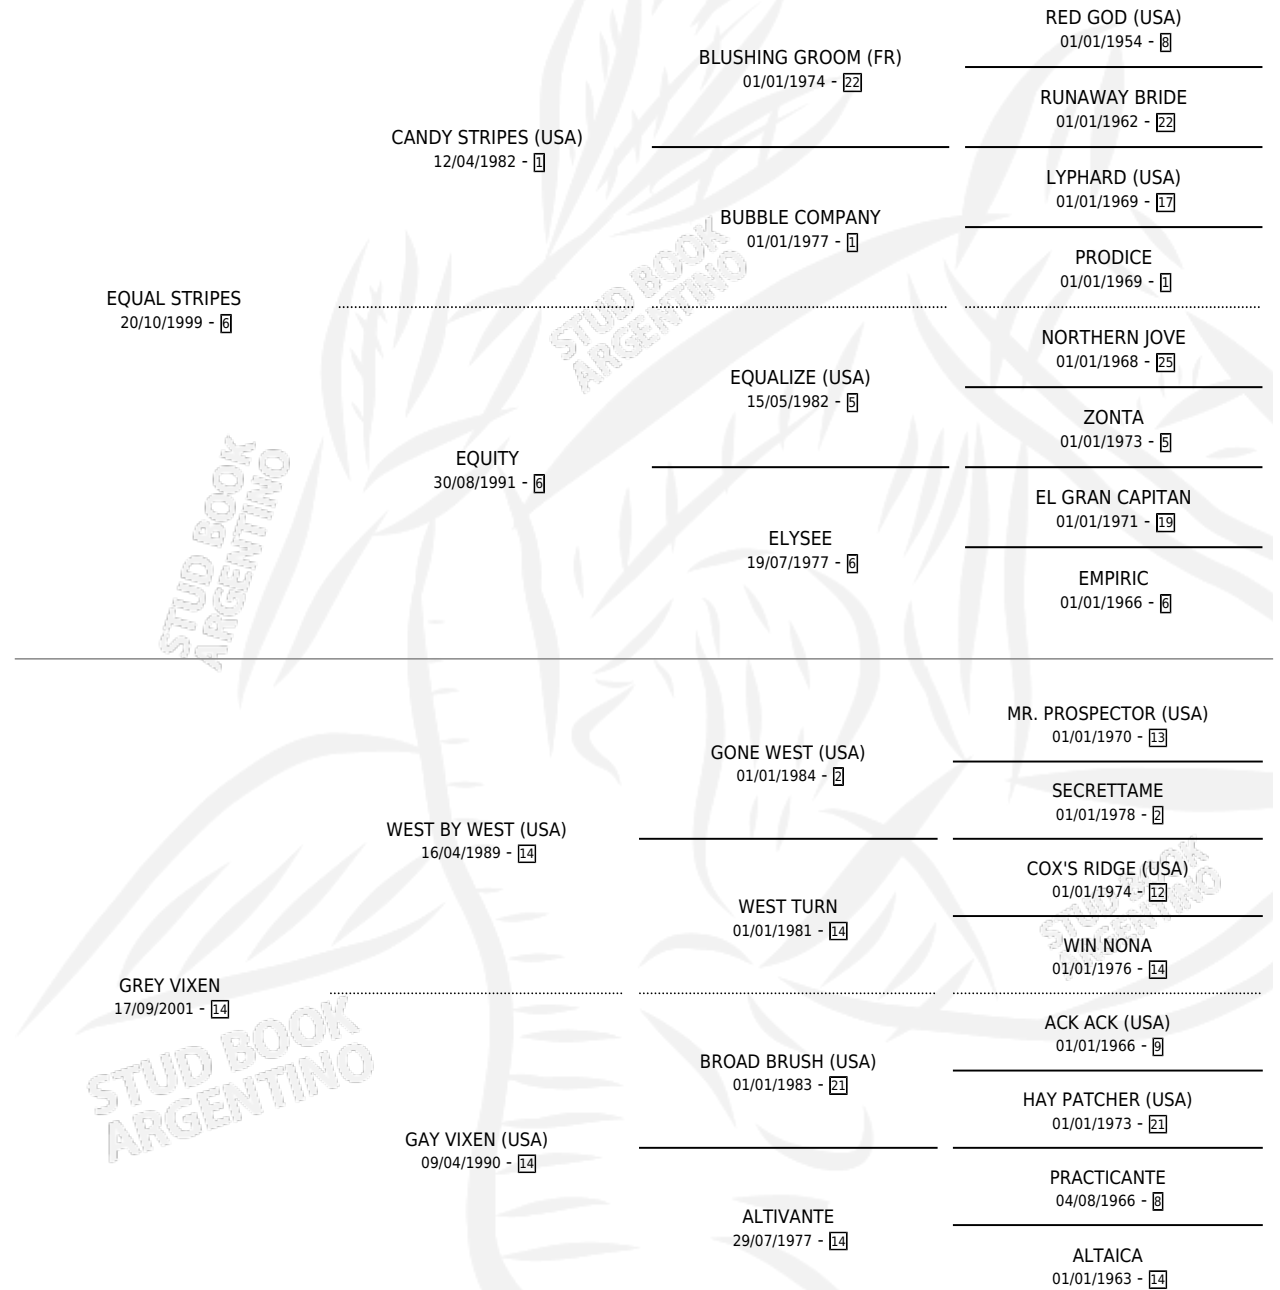 RED GOD (USA)
01/01/1954 - 8
BLUSHING GROOM (FR)
01/01/1974 - 22
RUNAWAY BRIDE
01/01/1962 - 22
CANDY STRIPES (USA)
12/04/1982 - 1
LYPHARD (USA)
01/01/1969 - 17
BUBBLE COMPANY
01/01/1977 - 1
PRODICE
01/01/1969 - 1
EQUAL STRIPES
20/10/1999 - 6
STUD BOOK
ARGENTINO
NORTHERN JOVE
01/01/1968 - 25
EQUALIZE (USA)
15/05/1982 - 5
ZONTA
01/01/1973 - 5
EQUITY
30/08/1991 - 6
EL GRAN CAPITAN
01/01/1971 - 19
ELYSEE
19/07/1977 - 6
EMPIRIC
01/01/1966 - 6
STUD BOOK
ARGENTINO
MR. PROSPECTOR (USA)
01/01/1970 - 13
GONE WEST (USA)
01/01/1984 - 2
SECRETTAME
01/01/1978 - 2
WEST BY WEST (USA)
16/04/1989 - 14
COX'S RIDGE (USA)
01/01/1974 - 12
STUD BOOK
ARGENTINO
WEST TURN
01/01/1981 - 14
WIN NONA
01/01/1976 - 14
GREY VIXEN
17/09/2001 - 14
STUD BOOK
ARGENTINO
ACK ACK (USA)
01/01/1966 - 9
BROAD BRUSH (USA)
01/01/1983 - 21
HAY PATCHER (USA)
01/01/1973 - 21
GAY VIXEN (USA)
09/04/1990 - 14
PRACTICANTE
04/08/1966 - 8
ALTIVANTE
29/07/1977 - 14
ALTAICA
01/01/1963 - 14